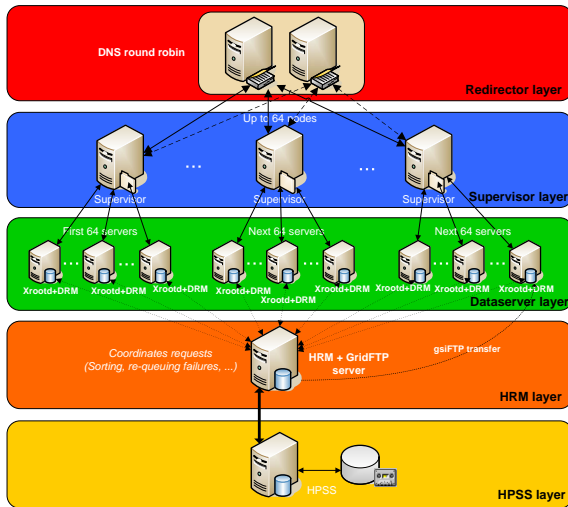 DNS round robin
Redirector layer
Up to 64 nodes
... ...
Supervisor Supervisor Supervisor
Supervisor layer
First 64 servers Next 64 servers Next 64 servers
... ... ... ... ... ...
Xrootd+DRM Xrootd+DRM Xrootd+DRM Xrootd+DRM Xrootd+DRM Xrootd+DRM Xrootd+DRM Xrootd+DRM Xrootd+DRM
Dataserver layer
Coordinates requests
(Sorting, re-queuing failures, ...)
HRM + GridFTP
server
gsiFTP transfer
HRM layer
HPSS
HPSS layer